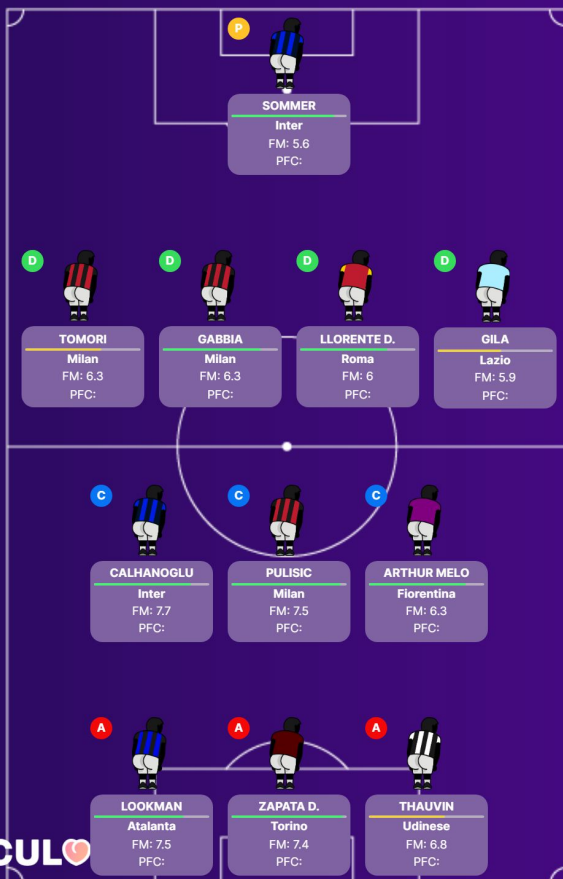 P
SOMMER
Inter
FM: 5.6
PFC:
D D D D
TOMORI GABBIA LLORENTE D. GILA
Milan Milan Roma Lazio
FM: 6.3 FM: 6.3 FM: 6 FM: 5.9
PFC: PFC: PFC: PFC:
C C C
CALHANOGLU PULISIC ARTHUR MELO
Inter Milan Fiorentina
FM: 7.7 FM: 7.5 FM: 6.3
PFC: PFC: PFC:
A A A
LOOKMAN ZAPATA D. THAUVIN
Atalanta Torino Udinese
FM: 7.5 FM: 7.4 FM: 6.8
PFC: PFC: PFC:
CULO